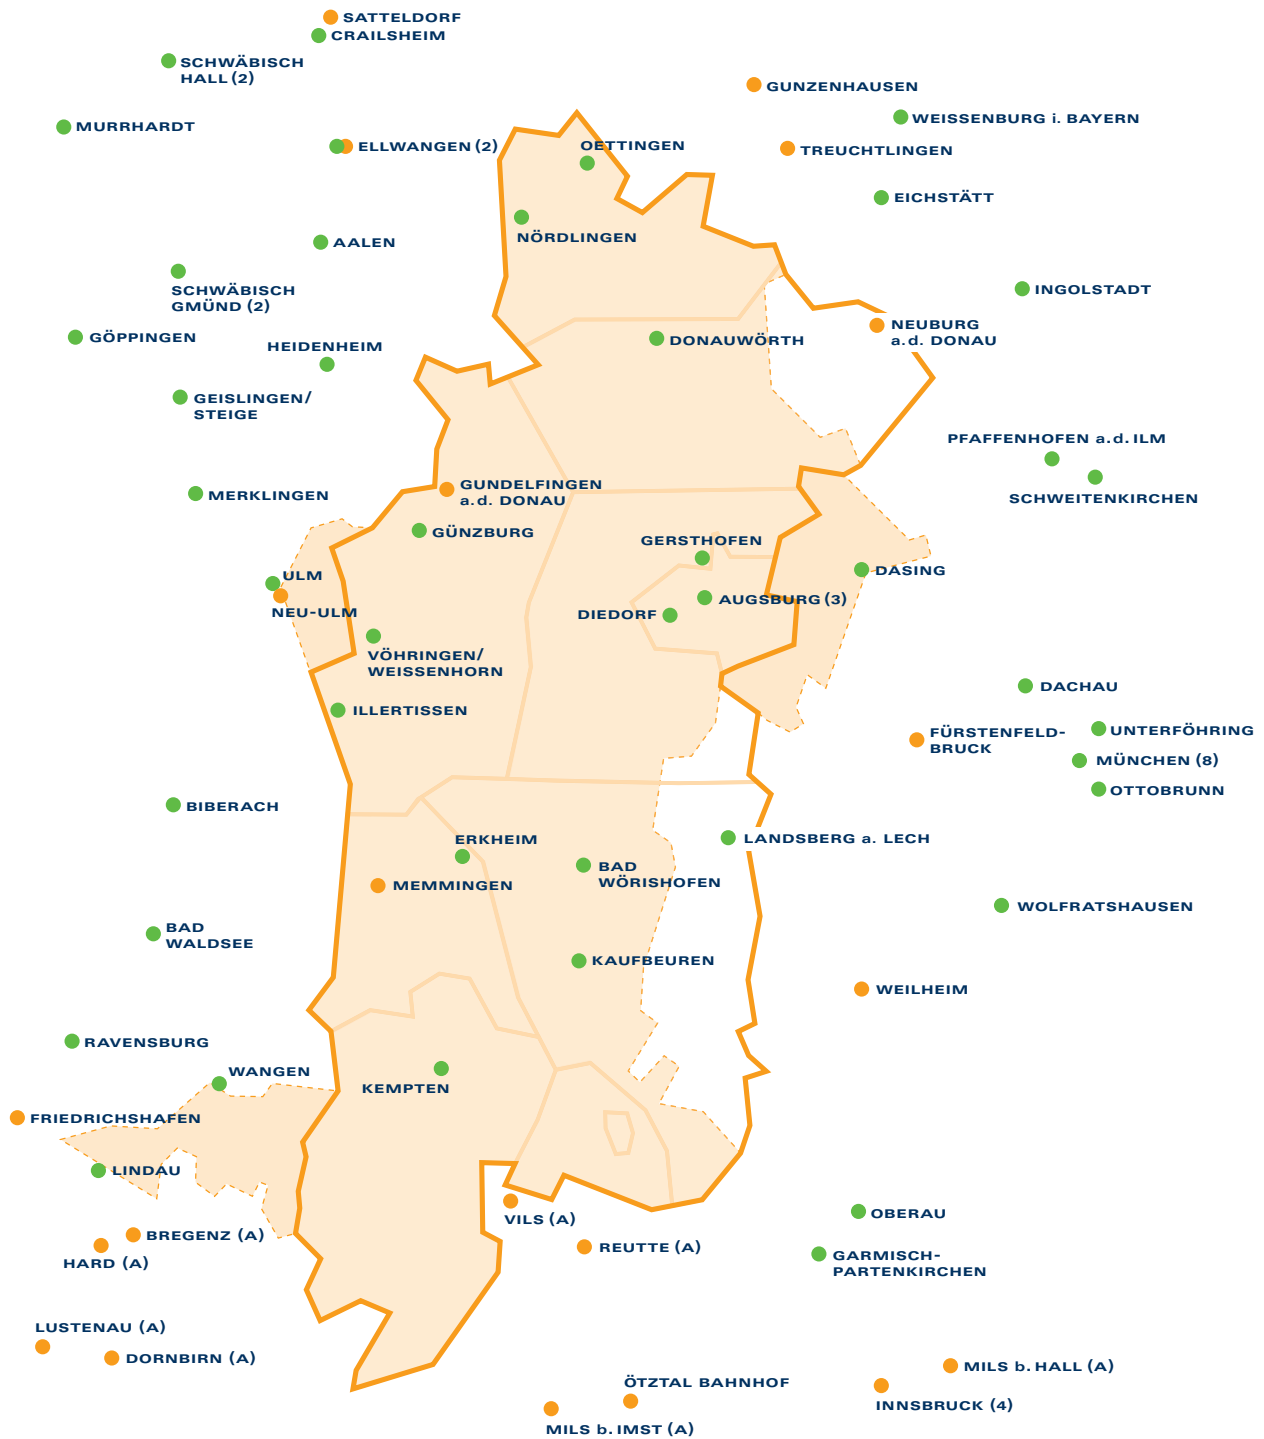 SATTELDORF
CRAILSHEIM
SCHWÄBISCH
HALL (2)
GUNZENHAUSEN
WEISSENBURG i. BAYERN
MURRHARDT
ELLWANGEN (2)
OETTINGEN
TREUCHTLINGEN
EICHSTÄTT
NÖRDLINGEN
AALEN
SCHWÄBISCH
GMÜND (2)
INGOLSTADT
GÖPPINGEN
HEIDENHEIM
DONAUWÖRTH
NEUBURG
a.d. DONAU
GEISLINGEN/
STEIGE
PFAFFENHOFEN a.d. ILM
SCHWEITENKIRCHEN
MERKLINGEN
GUNDELFINGEN
a.d. DONAU
GÜNZBURG
GERSTHOFEN
DASING
ULM
NEU-ULM
AUGSBURG (3)
DIEDORF
VÖHRINGEN/
WEISSENHORN
DACHAU
ILLERTISSEN
FÜRSTENFELD-
BRUCK
UNTERFÖHRING
MÜNCHEN (8)
OTTOBRUNN
BIBERACH
ERKHEIM
LANDSBERG a. LECH
BAD
WÖRISHOFEN
MEMMINGEN
WOLFRATSHAUSEN
BAD
WALDSEE
KAUFBEUREN
WEILHEIM
RAVENSBURG
WANGEN
KEMPTEN
FRIEDRICHSHAFEN
LINDAU
VILS (A)
OBERAU
BREGENZ (A)
HARD (A)
REUTTE (A)
GARMISCH-
PARTENKIRCHEN
LUSTENAU (A)
DORNBIRN (A)
MILS b. HALL (A)
ÖTZTAL BAHNHOF
INNSBRUCK (4)
MILS b. IMST (A)